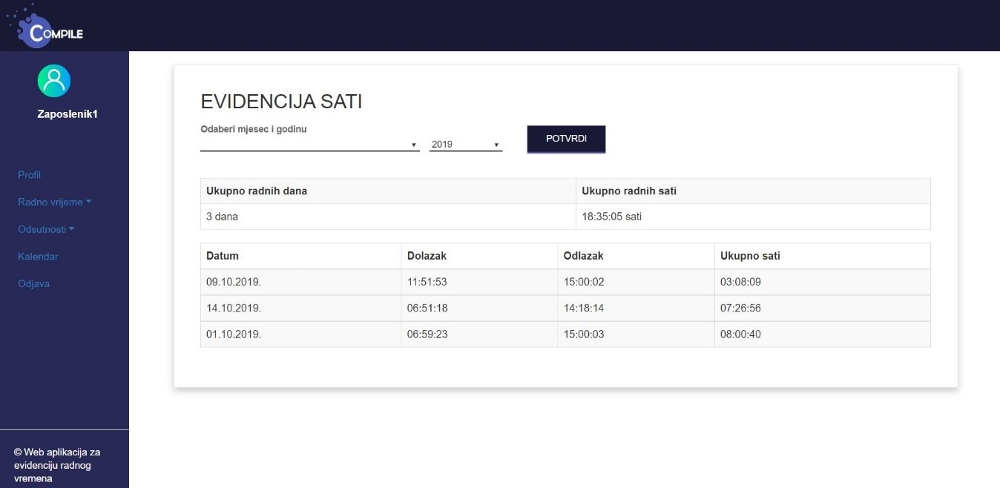 COMPILE
Zaposlenik1
Profil
Radno vrijeme
Odsutnosti
Kalendar
Odjava
© Web aplikacija za
evidenciju radnog
vremena
EVIDENCIJA SATI
Odaberi mjesec i godinu
2019
POTVRDI
Ukupno radnih dana Ukupno radnih sati
3 dana 18:35:05 sati
Datum Dolazak Odlazak Ukupno sati
09.10.2019. 11:51:53 15:00:02 03:08:09
14.10.2019. 06:51:18 14:18:14 07:26:56
01.10.2019. 06:59:23 15:00:03 08:00:40